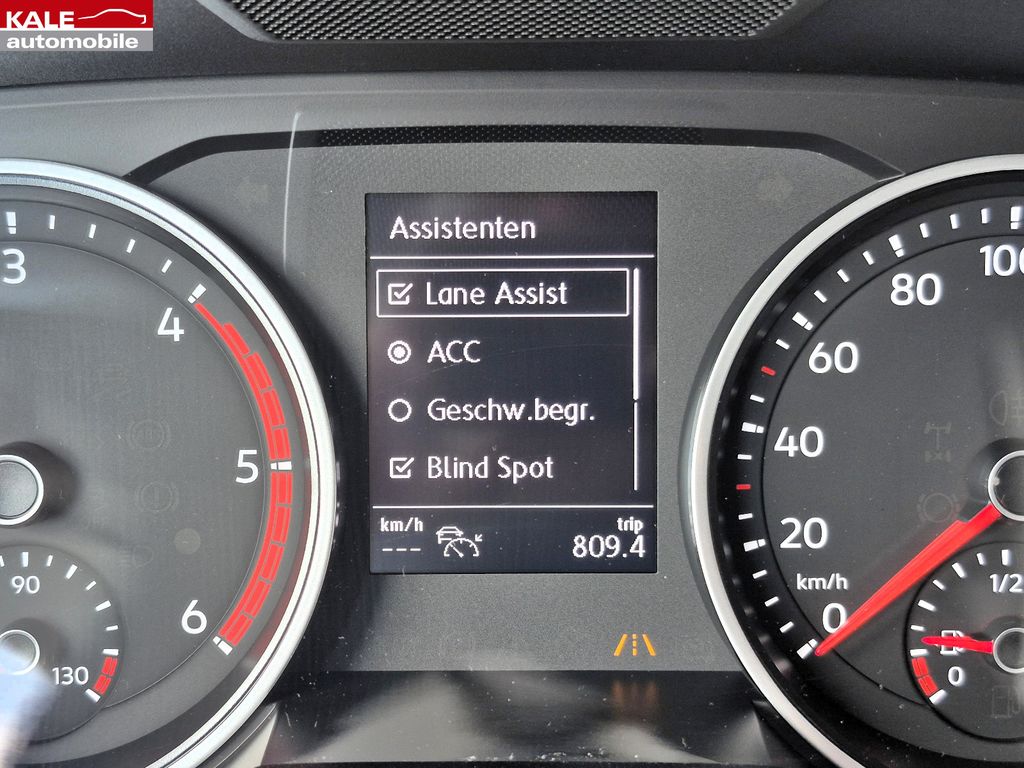 KALE
automobile
Assistenten
Lane Assist
ACC
Geschw.begr.
Blind Spot
km/h
trip
--- 809.4
3
4
5
6
90
130
100
80
60
40
20
0
km/h
1/2
0